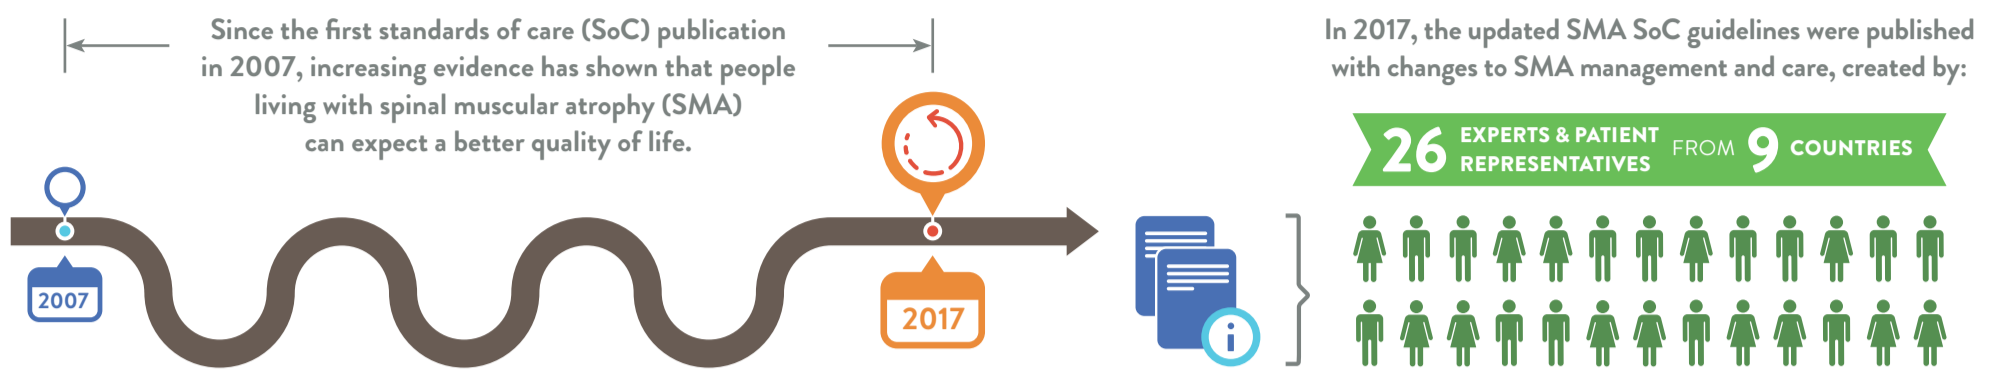 Since the first standards of care (SoC) publication
in 2007, increasing evidence has shown that people
living with spinal muscular atrophy (SMA)
can expect a better quality of life.
2007
2017
i
In 2017, the updated SMA SoC guidelines were published
with changes to SMA management and care, created by:
26 EXPERTS & PATIENT REPRESENTATIVES FROM 9 COUNTRIES